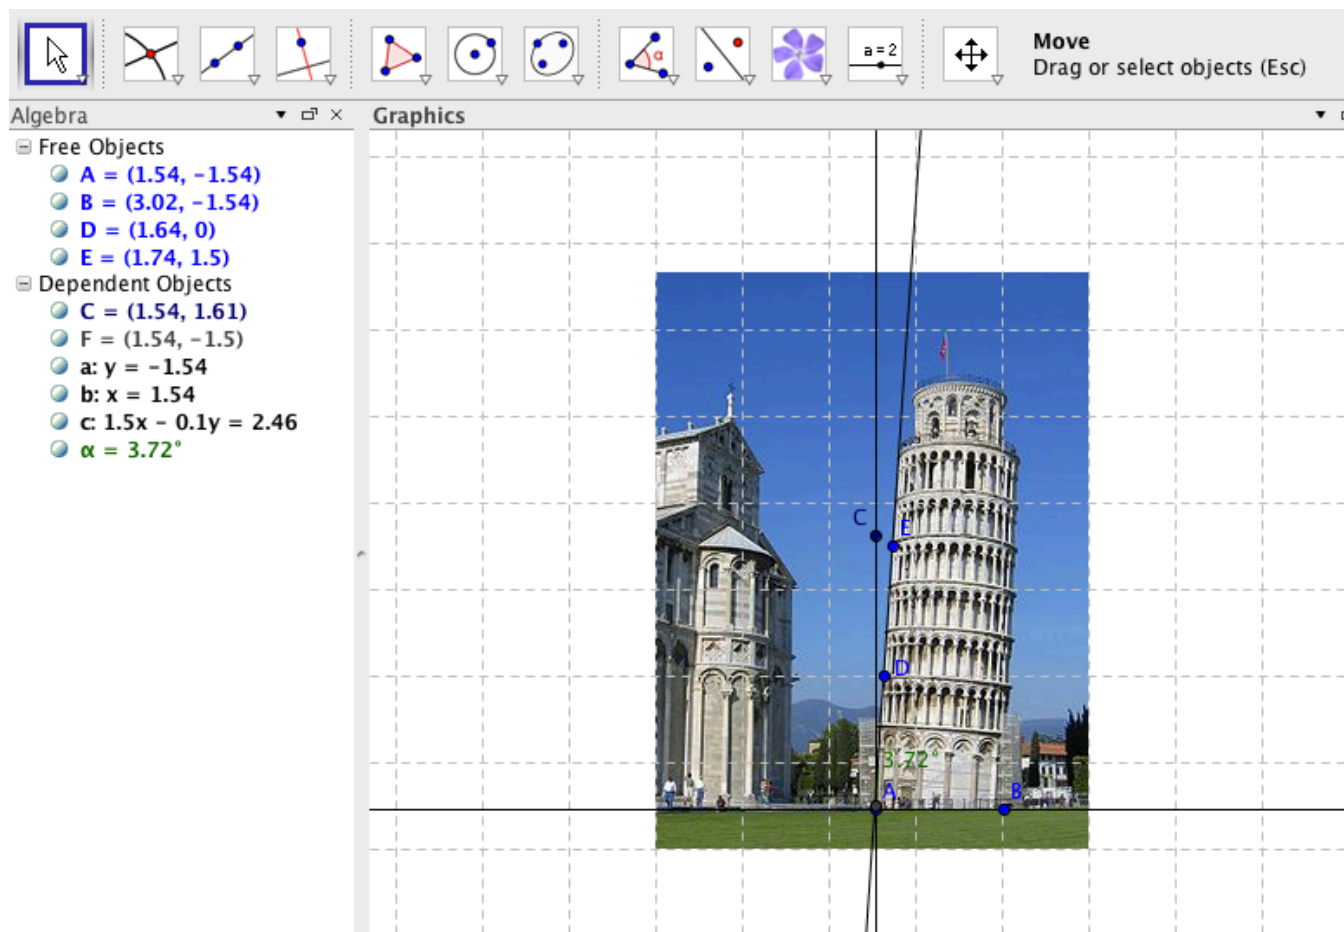 a = 2
α
Move
Drag or select objects (Esc)
Algebra
Graphics
Free Objects
A = (1.54, −1.54)
B = (3.02, −1.54)
D = (1.64, 0)
E = (1.74, 1.5)
Dependent Objects
C = (1.54, 1.61)
F = (1.54, −1.5)
a: y = −1.54
b: x = 1.54
c: 1.5x − 0.1y = 2.46
α = 3.72°
C
E
D
3.72°
A
B